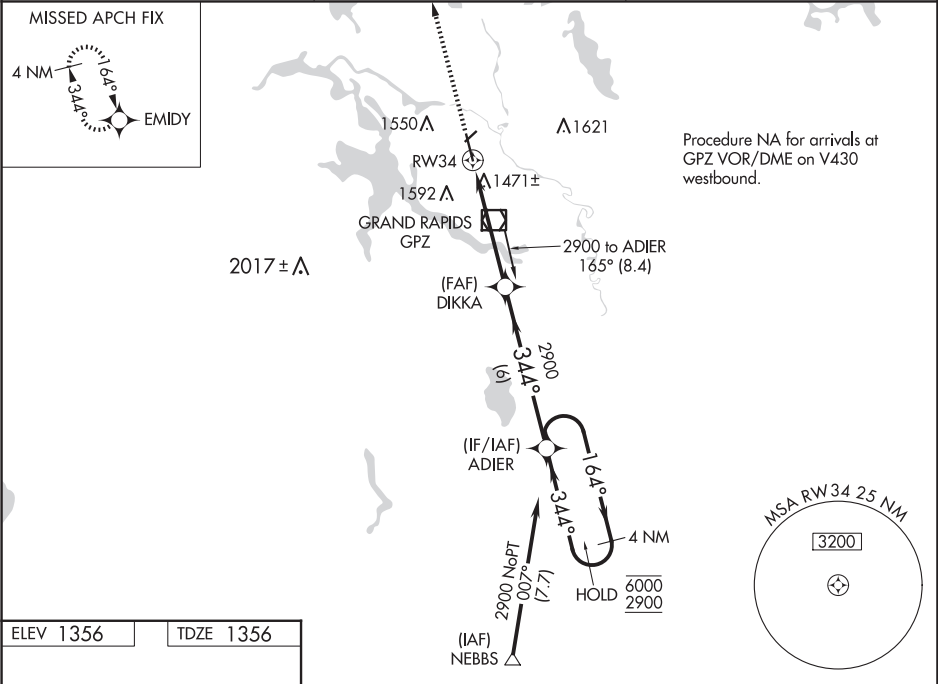 MISSED APCH FIX
4 NM
164°
344°
EMIDY
1550
1621
RW34
1471±
1592
GRAND RAPIDS
GPZ
Procedure NA for arrivals at
GPZ VOR/DME on V430
westbound.
2900 to ADIER
165° (8.4)
2017±
(FAF)
DIKKA
2900
344°
(6)
(IF/IAF)
ADIER
164°
344°
4 NM
HOLD
6000
2900
2900 NoPT
007°
(7.7)
(IAF)
NEBBS
MSA RW34 25 NM
3200
ELEV 1356
TDZE 1356